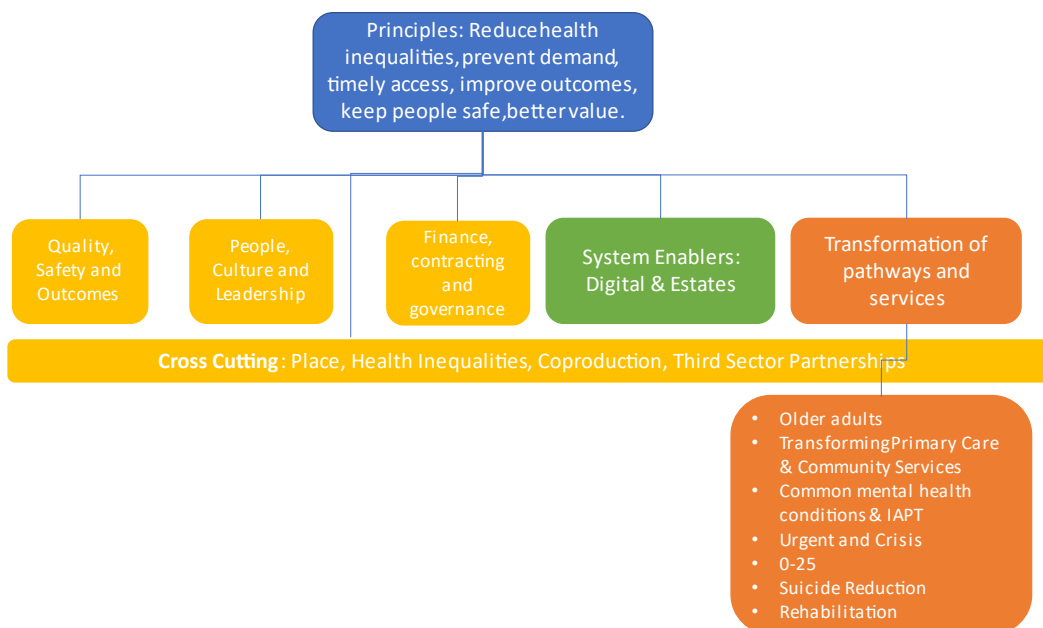 Principles: Reducehealth
inequalities, prevent demand,
timely access, improve outcomes,
keep people safe,better value.
Quality,
Safety and
Outcomes
People,
Culture and
Leadership
Finance,
contracting
and
governance
System Enablers:
Digital & Estates
Transformation of
pathways and
services
Cross Cutting: Place, Health Inequalities, Coproduction, Third Sector Partnerships
• Older adults
• TransformingPrimary Care
& Community Services
• Common mental health
conditions & IAPT
• Urgent and Crisis
• 0-25
• Suicide Reduction
• Rehabilitation